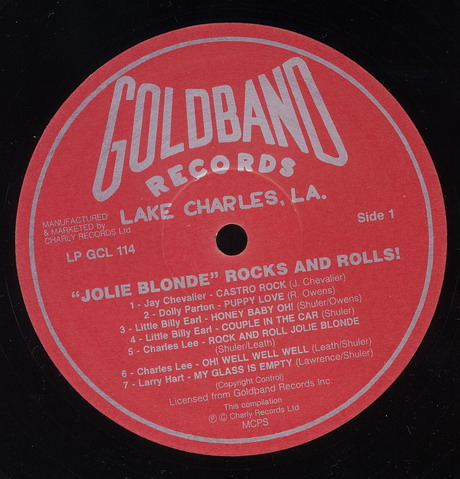 GOLDBAND
RECORDS
LAKE CHARLES, LA.
MANUFACTURED
& MARKETED by
CHARLY RECORDS Ltd
LP GCL 114
Side 1
"JOLIE BLONDE" ROCKS AND ROLLS!
1 - Jay Chevalier - CASTRO ROCK (J. Chevalier)
2 - Dolly Parton - PUPPY LOVE (R. Owens)
3 - Little Billy Earl - HONEY BABY OH! (Shuler/Owens)
4 - Little Billy Earl - COUPLE IN THE CAR (Shuler)
5 - Charles Lee - ROCK AND ROLL JOLIE BLONDE
(Shuler/Leath)
6 - Charles Lee - OH! WELL WELL WELL (Leath/Shuler)
7 - Larry Hart - MY GLASS IS EMPTY (Lawrence/Shuler)
(Copyright Control)
Licensed from Goldband Records Inc.
This compilation
℗ © Charly Records Ltd
MCPS